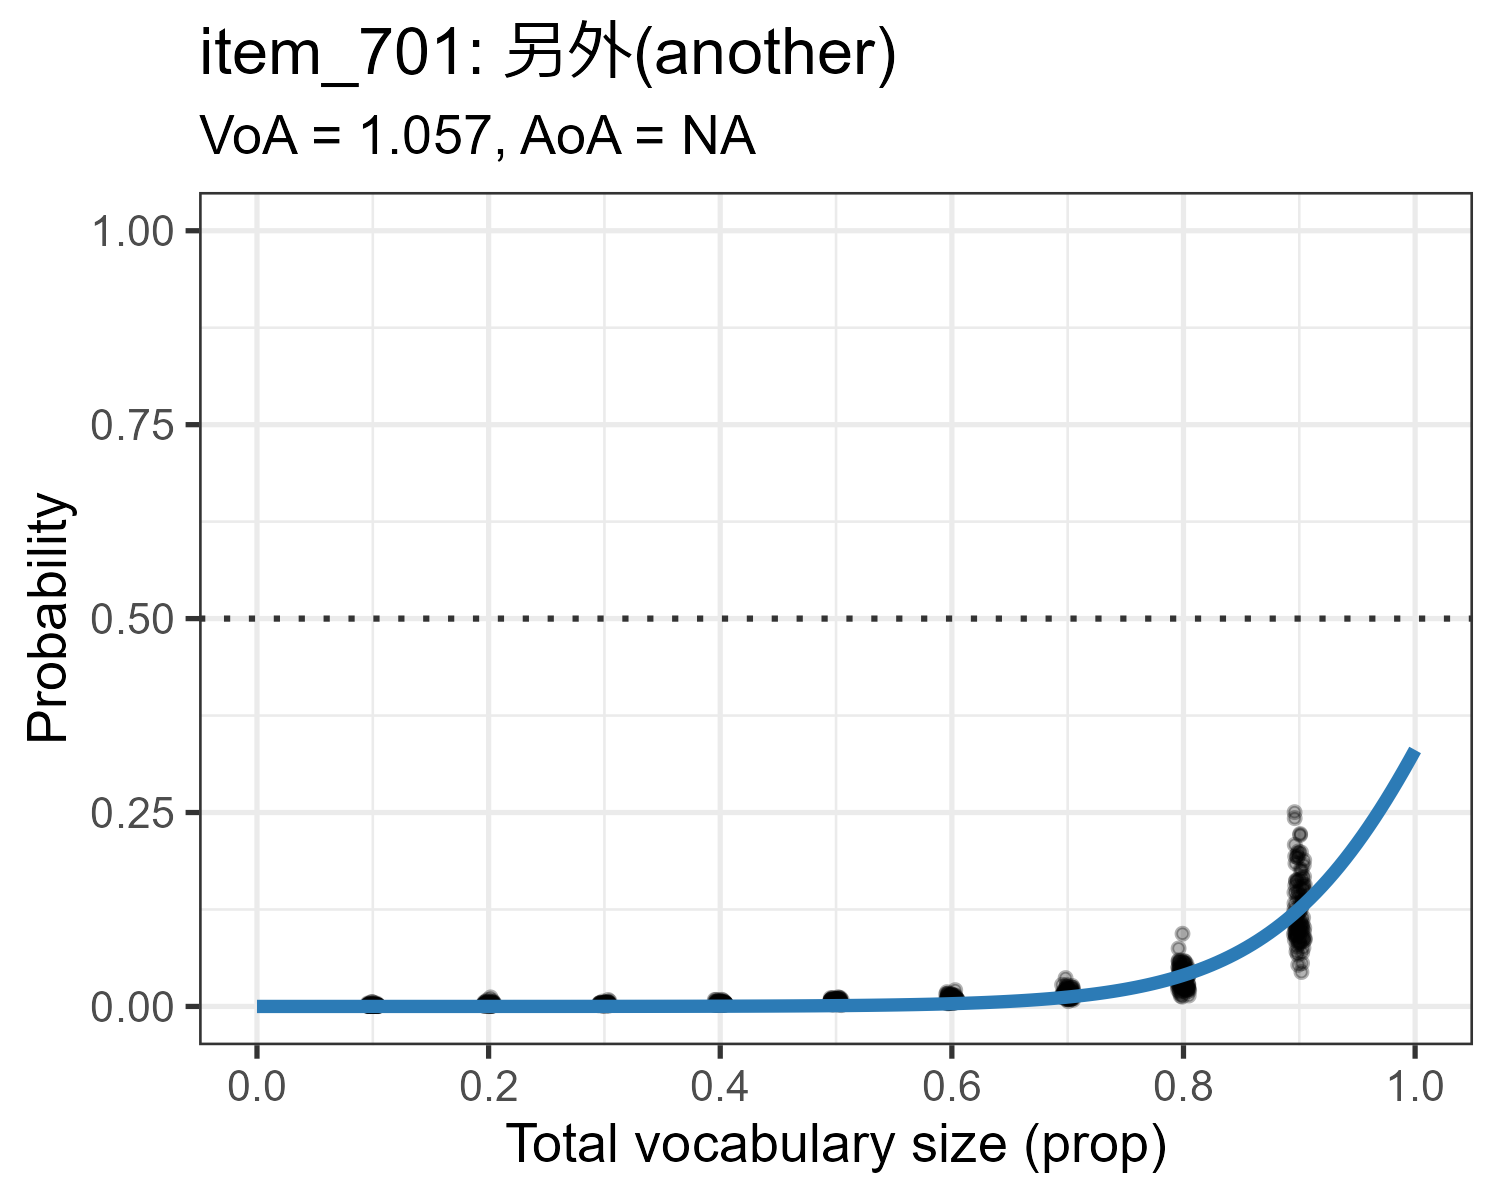 item_701: 另外(another)
VoA = 1.057, AoA = NA
1.00
0.75
0.50
0.25
0.00
Probability
0.0 0.2 0.4 0.6 0.8 1.0
Total vocabulary size (prop)